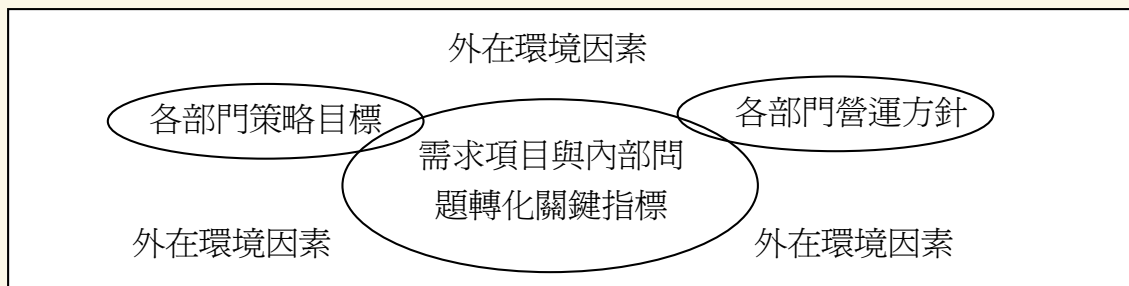 外在環境因素
各部門策略目標
各部門營運方針
需求項目與內部問
題轉化關鍵指標
外在環境因素
外在環境因素